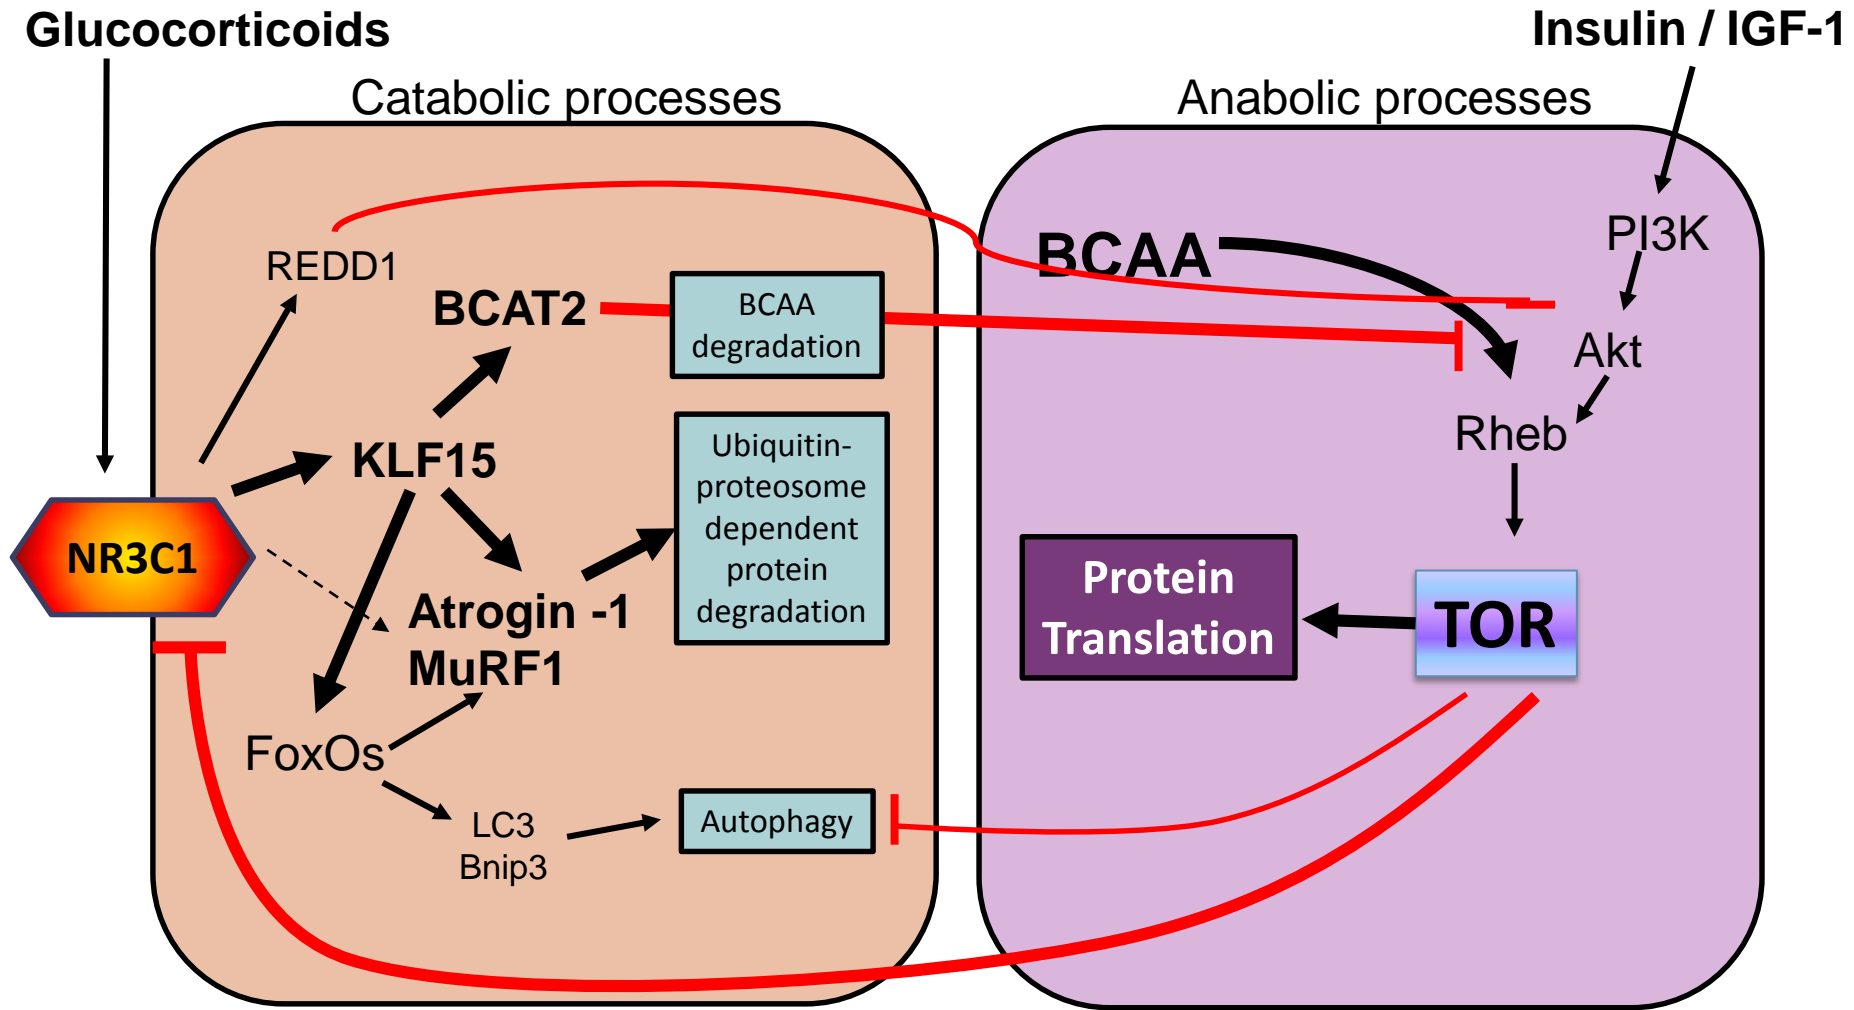 Glucocorticoids
Insulin / IGF-1
Catabolic processes
Anabolic processes
REDD1
BCAT2
BCAA
degradation
BCAA
PI3K
Akt
Rheb
KLF15
Ubiquitin-
proteosome
dependent
protein
degradation
NR3C1
Atrogin -1
MuRF1
Protein
Translation
TOR
FoxOs
LC3
Bnip3
Autophagy